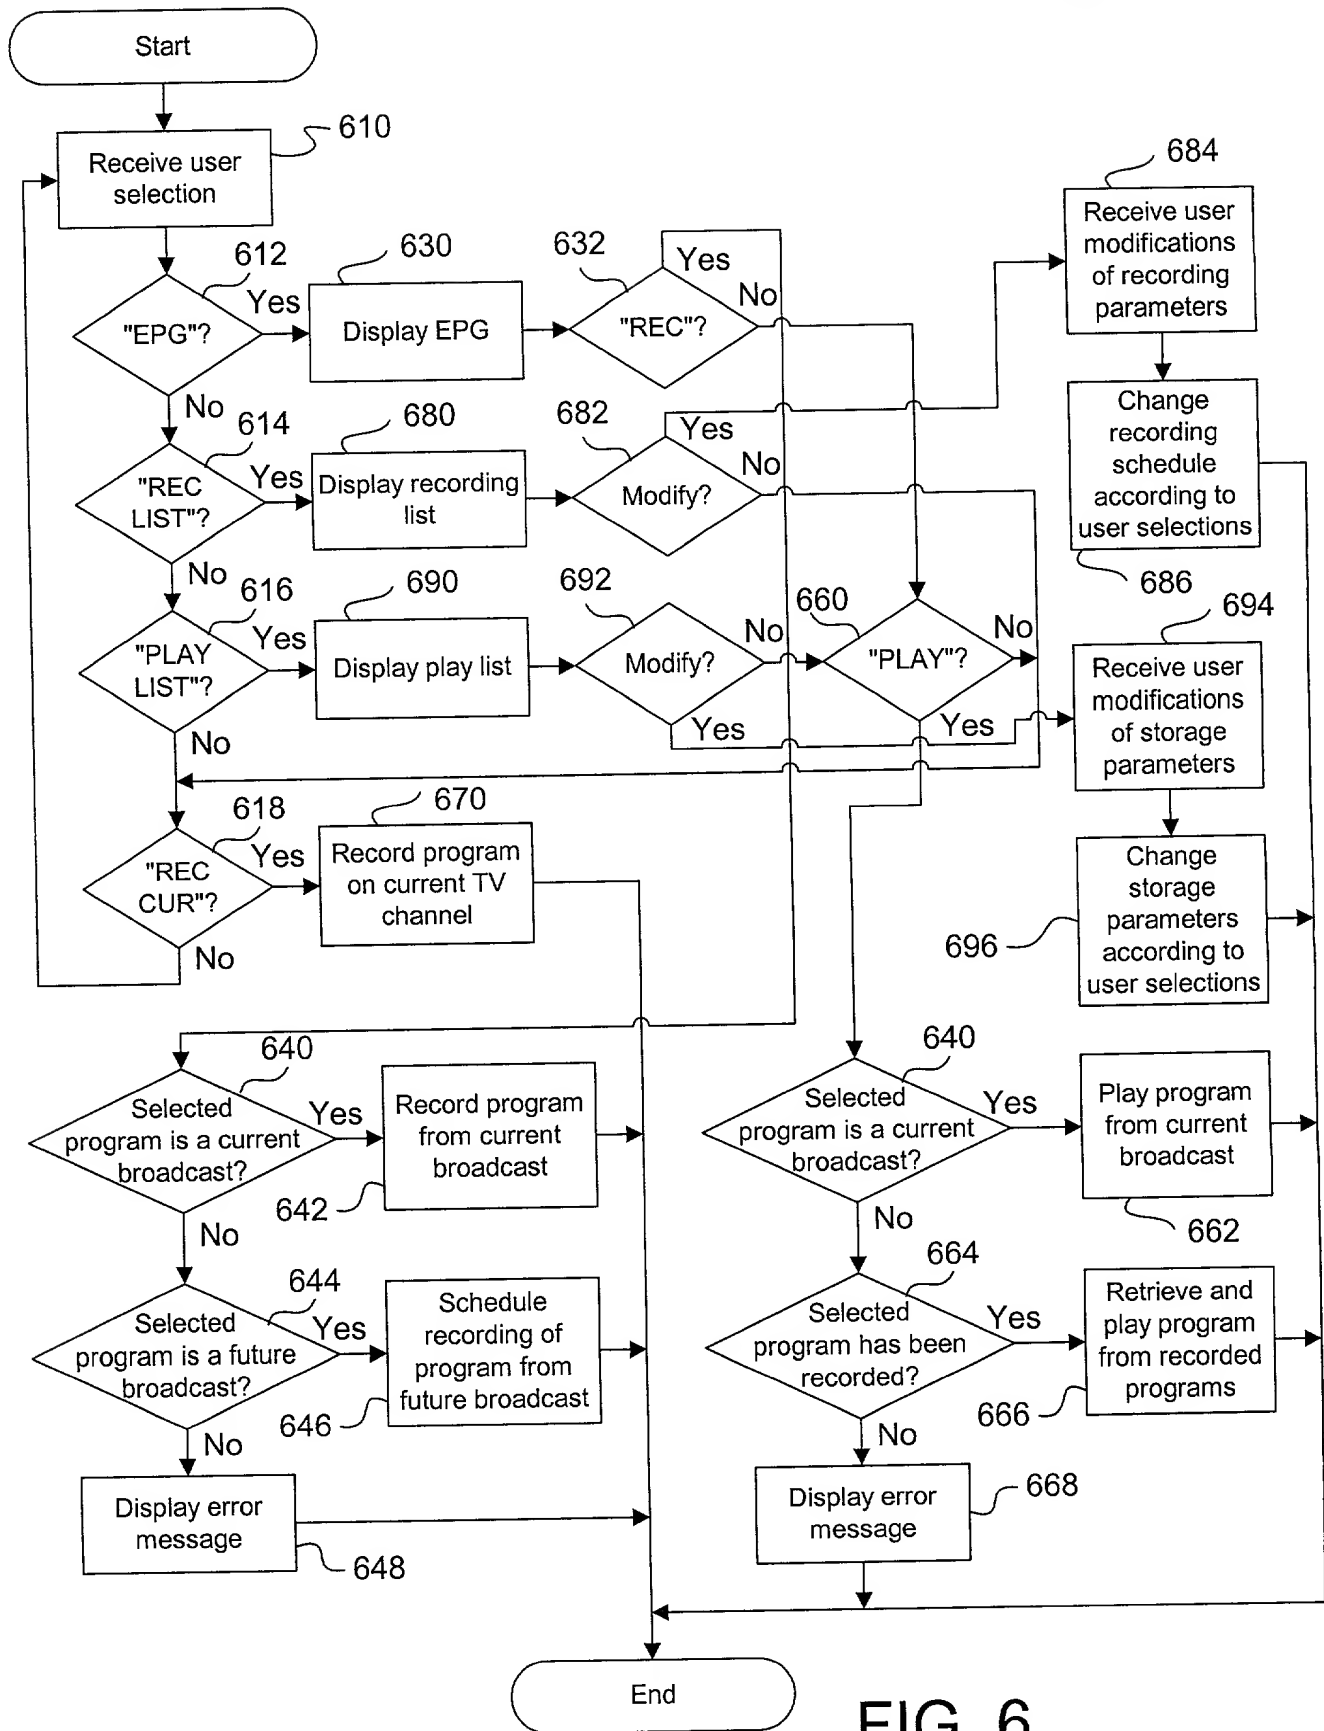 Start
610
Receive user
selection
684
Receive user
modifications
of recording
parameters
612
Yes
"EPG"?
No
630
Display EPG
632
Yes
No
"REC"?
Change
recording
schedule
according to
user selections
686
614
Yes
"REC
LIST"?
No
680
Display recording
list
682
Yes
No
Modify?
616
Yes
"PLAY
LIST"?
No
690
Display play list
692
No
Modify?
Yes
660
No
"PLAY"?
Yes
694
Receive user
modifications
of storage
parameters
618
Yes
"REC
CUR"?
No
670
Record program
on current TV
channel
Change
storage
parameters
according to
user selections
696
640
Selected
program is a current
broadcast?
Yes
No
Record program
from current
broadcast
642
640
Selected
program is a current
broadcast?
Yes
No
Play program
from current
broadcast
662
644
Selected
program is a future
broadcast?
Yes
No
Schedule
recording of
program from
future broadcast
646
664
Selected
program has been
recorded?
Yes
No
Retrieve and
play program
from recorded
programs
666
Display error
message
648
Display error
message
668
End
FIG. 6